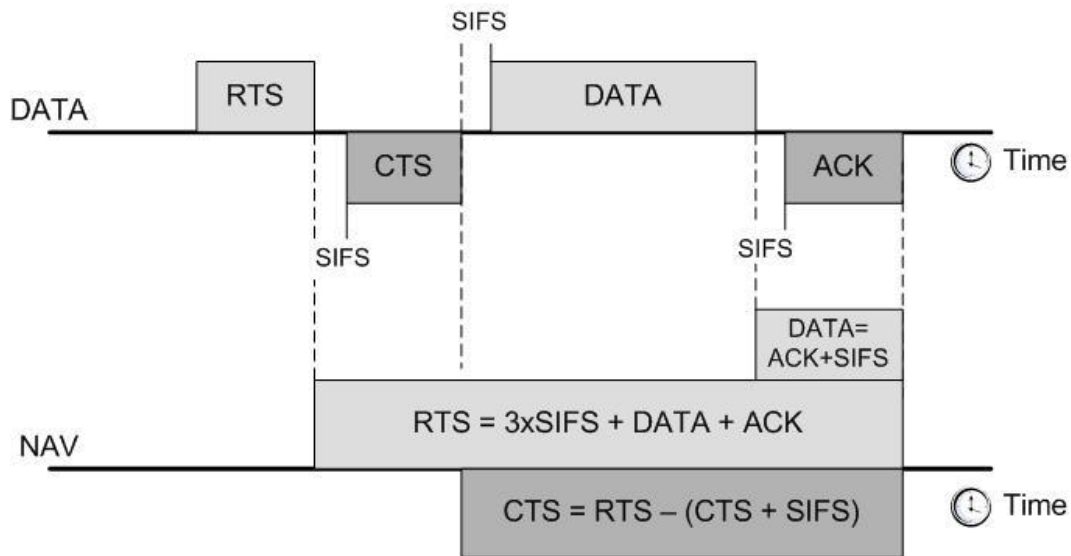 SIFS
RTS
DATA
DATA
CTS
ACK
Time
SIFS
SIFS
DATA=
ACK+SIFS
RTS = 3xSIFS + DATA + ACK
NAV
CTS = RTS – (CTS + SIFS)
Time